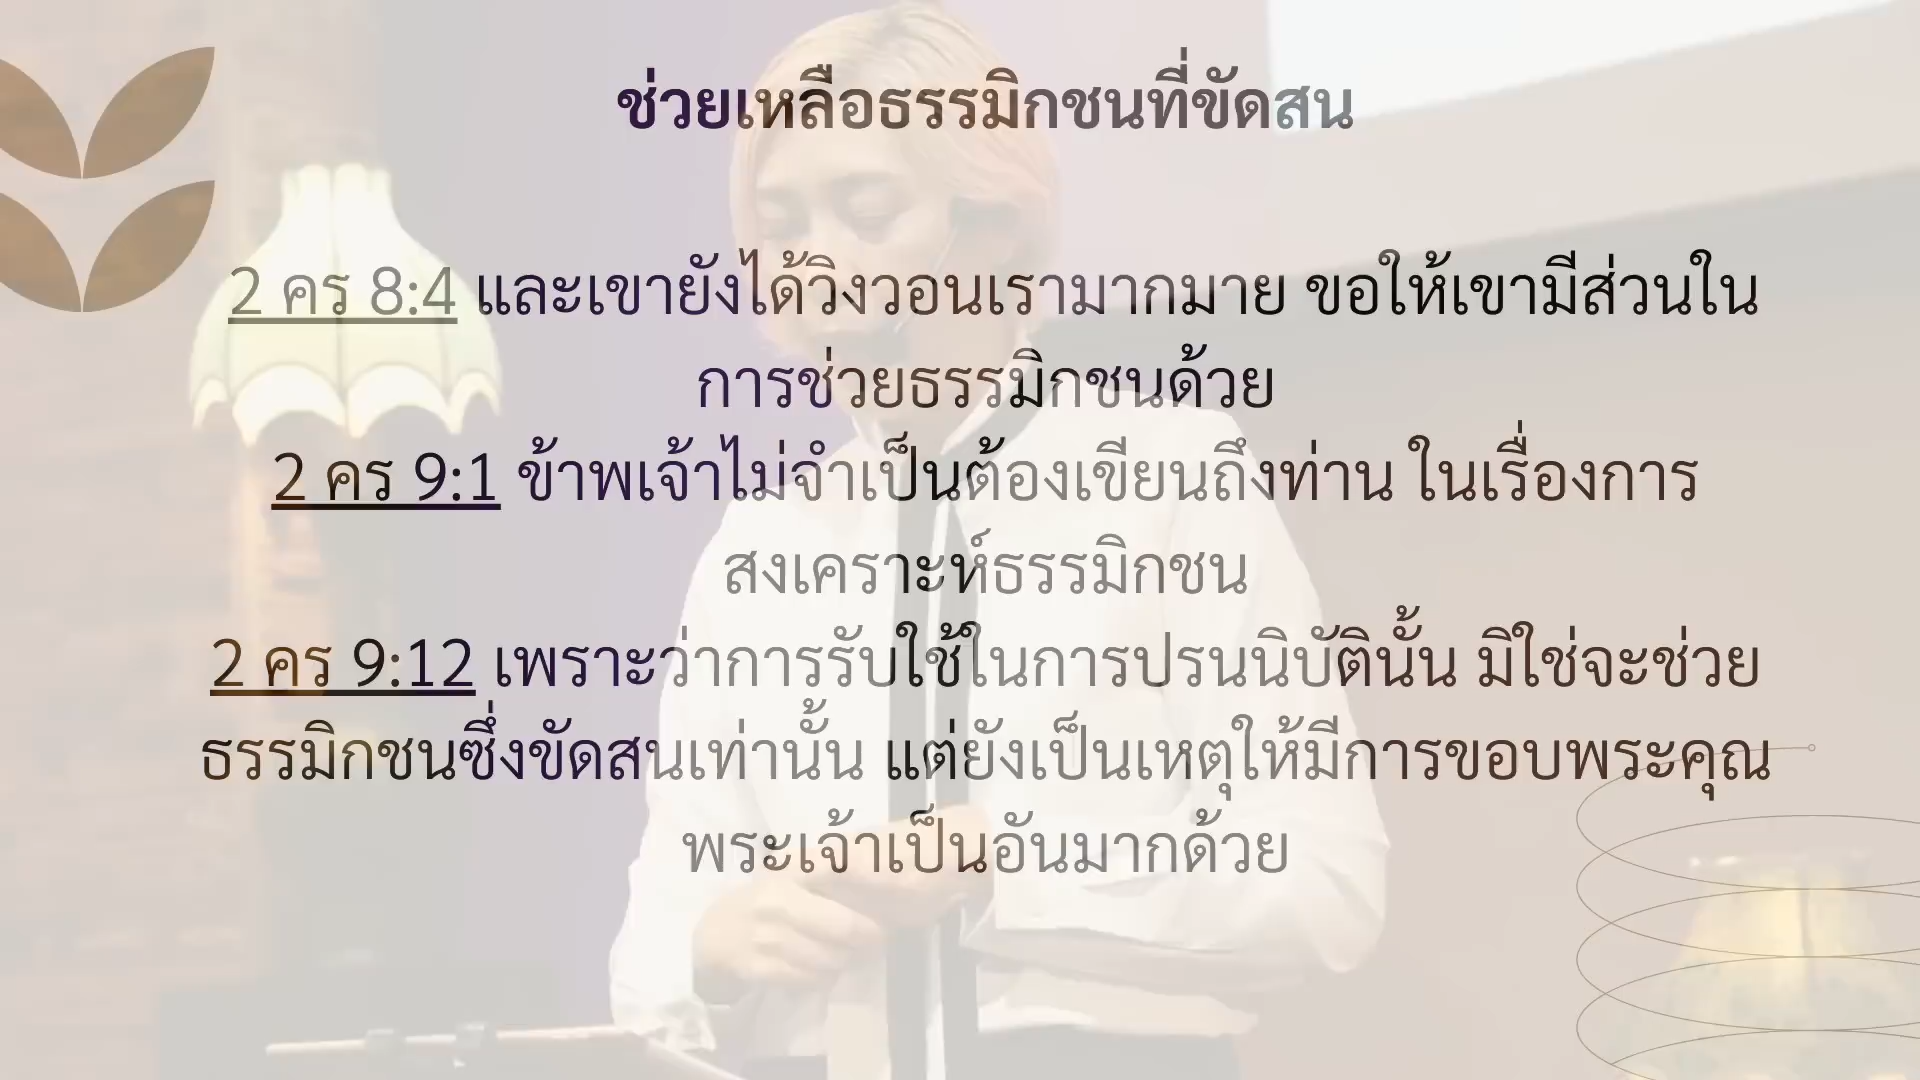 ช่วยเหลือธรรมิกชนที่ขัดสน
2 คร 8:4 และเขายังได้วิงวอนเรามากมาย ขอให้เขามีส่วนใน
การช่วยธรรมิกชนด้วย
2 คร 9:1 ข้าพเจ้าไม่จำเป็นต้องเขียนถึงท่าน ในเรื่องการ
สงเคราะห์ธรรมิกชน
2 คร 9:12 เพราะว่าการรับใช้ในการปรนนิบัตินั้น มิใช่จะช่วย
ธรรมิกชนซึ่งขัดสนเท่านั้น แต่ยังเป็นเหตุให้มีการขอบพระคุณ
พระเจ้าเป็นอันมากด้วย